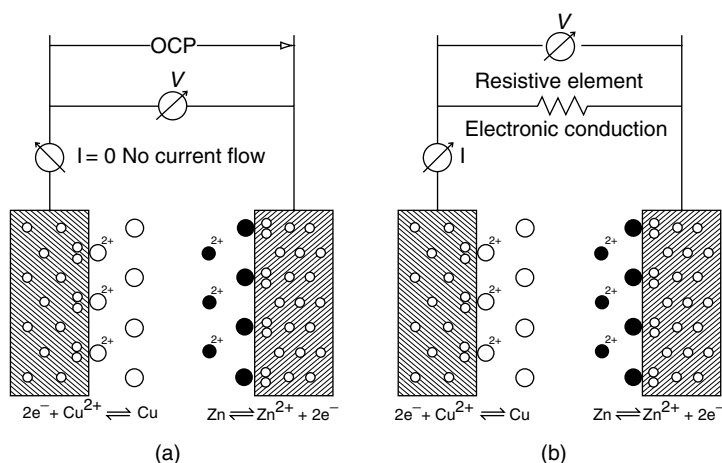 OCP
V
I = 0 No current flow
2+
2+
2+
2+
2+
2+
2e⁻ + Cu²⁺ ⇌ Cu
Zn ⇌ Zn²⁺ + 2e⁻
(a)
V
Resistive element
Electronic conduction
I
2+
2+
2+
2+
2+
2+
2e⁻ + Cu²⁺ ⇌ Cu
Zn ⇌ Zn²⁺ + 2e⁻
(b)